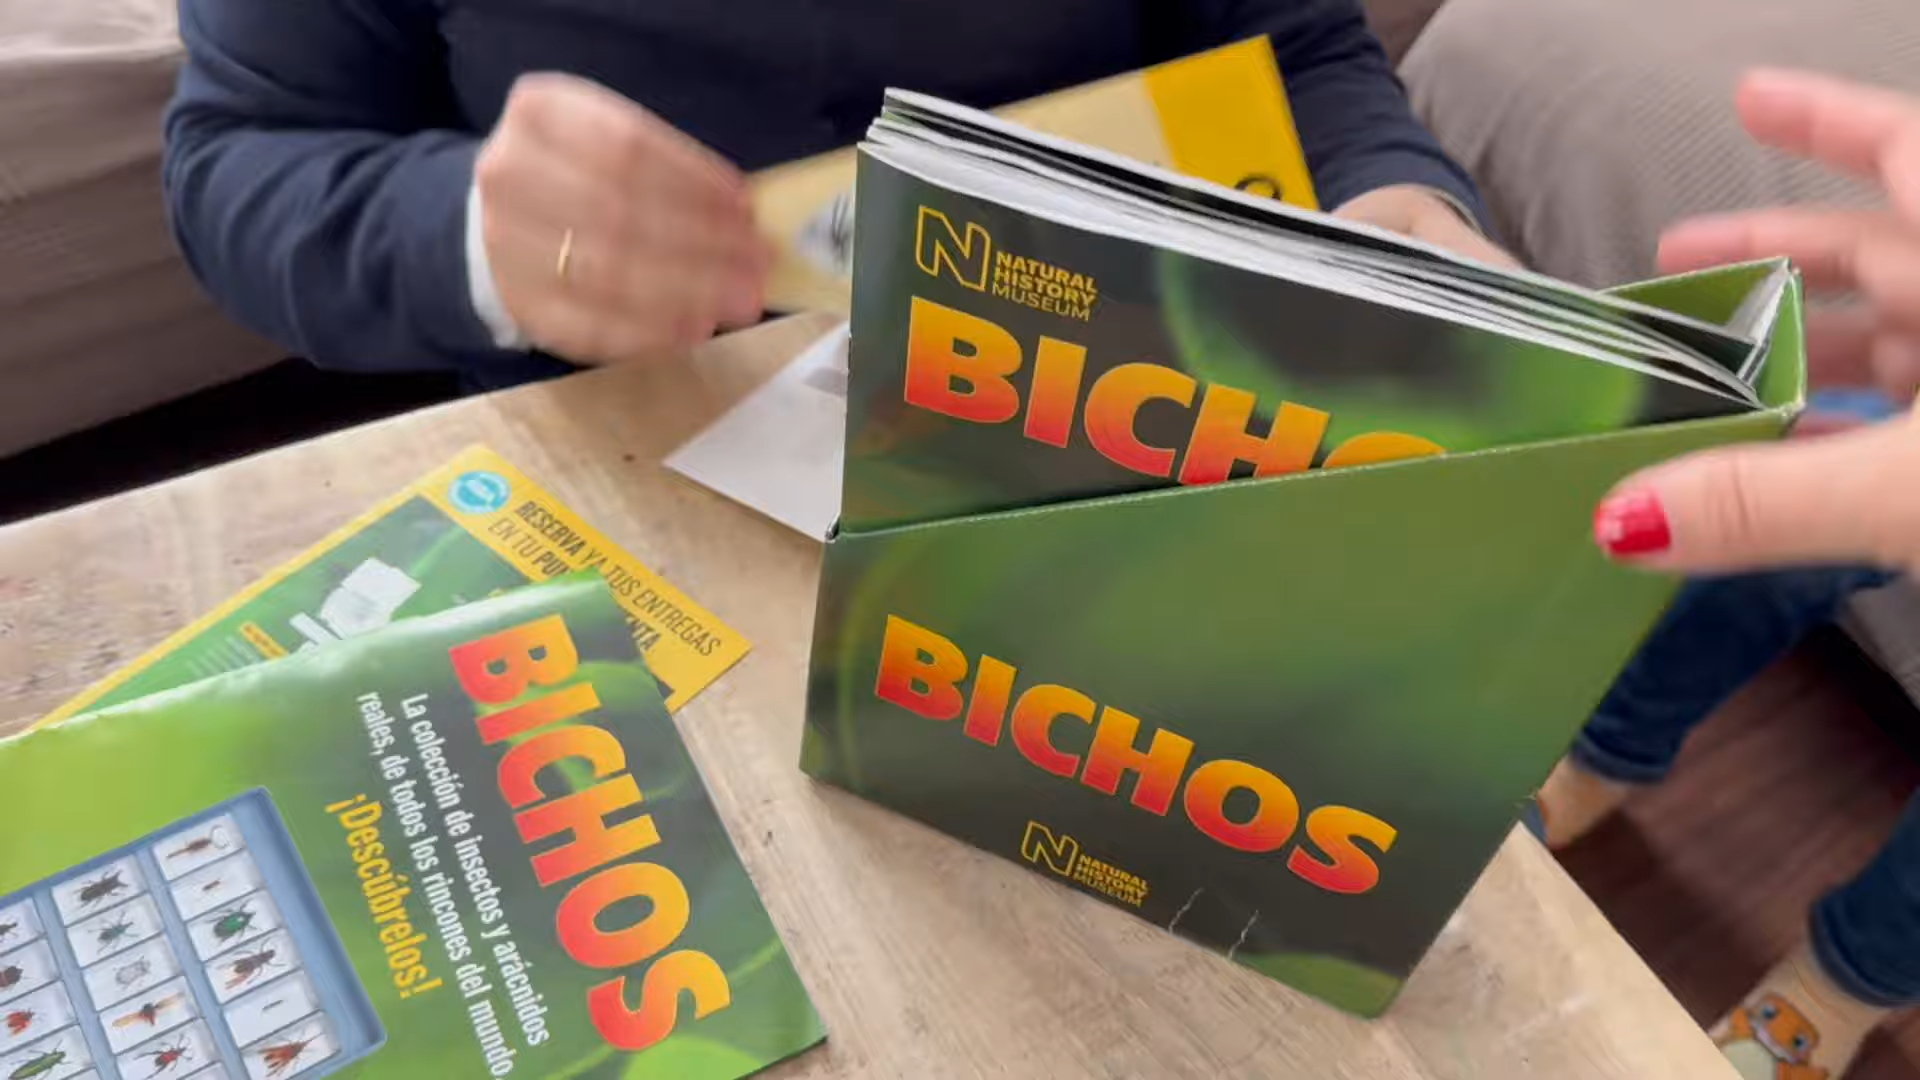 NATURAL
HISTORY
MUSEUM
BICHO
BICHOS
NATURAL
HISTORY
MUSEUM
RESERVA YA TUS ENTREGAS
EN TU
BICHOS
La colección de insectos y arácnidos
reales, de todos los rincones del mundo.
¡Descúbrelos!